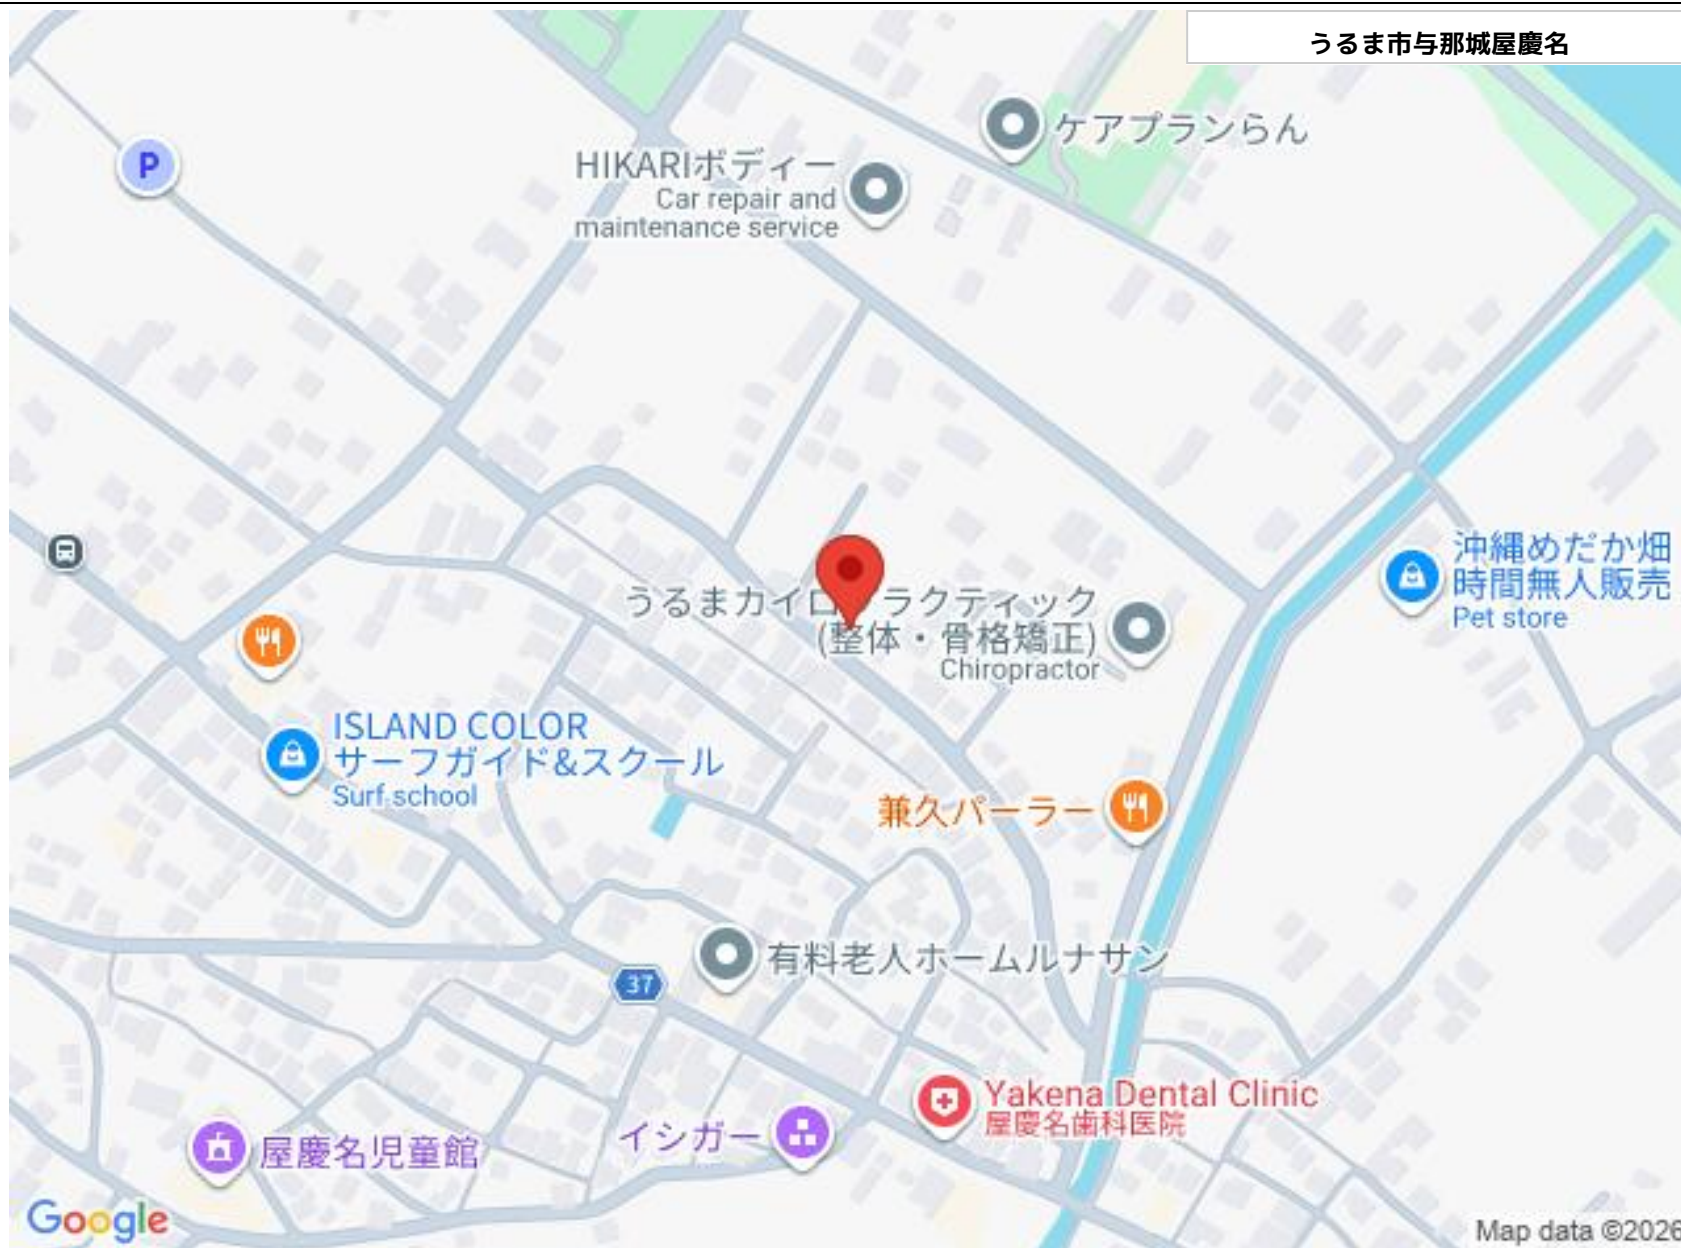 うるま市与那城屋慶名
ケアプランらん
HIKARIボディー
Car repair and
maintenance service
P
沖縄めだか畑
時間無人販売
Pet store
うるまカイロ ラクティック
(整体・骨格矯正)
Chiropractor
ISLAND COLOR
サーフガイド&スクール
Surf school
兼久パーラー
有料老人ホームルナサン
37
Yakena Dental Clinic
屋慶名歯科医院
イシガー
屋慶名児童館
Google
Map data ©2026